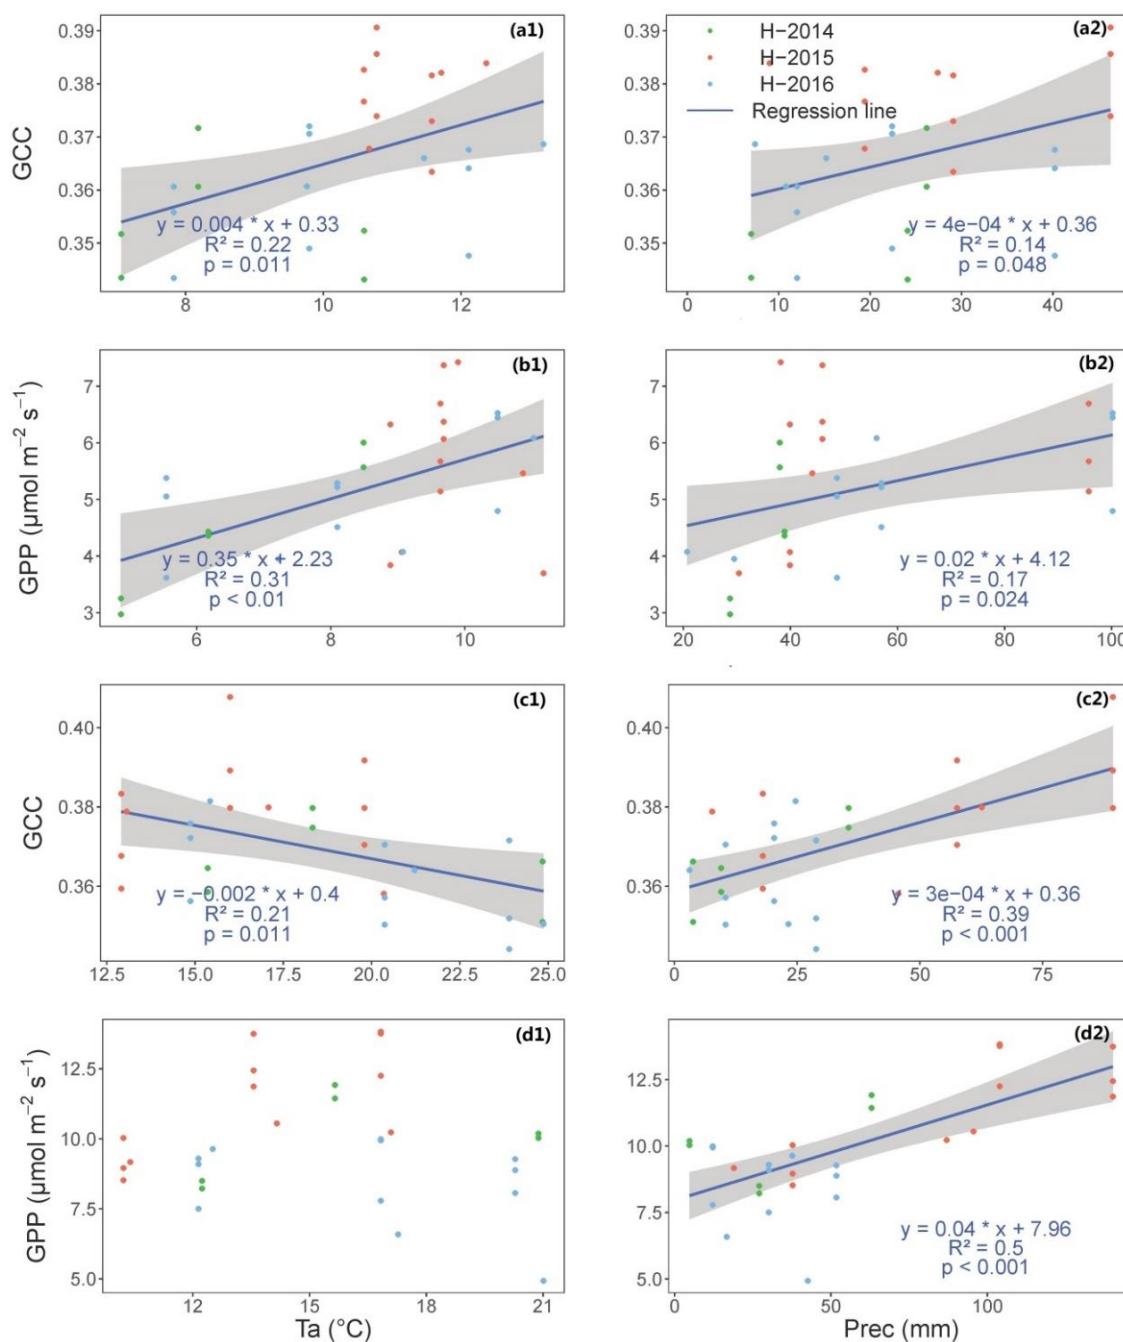 (a1)
0.39
0.38
0.37
0.36
0.35
GCC
y = 0.004 * x + 0.33
R² = 0.22
p = 0.011
8 10 12
(a2)
H−2014
H−2015
H−2016
Regression line
0.39
0.38
0.37
0.36
0.35
y = 4e−04 * x + 0.36
R² = 0.14
p = 0.048
0 10 20 30 40
(b1)
7
6
5
4
3
GPP (μmol m⁻² s⁻¹)
y = 0.35 * x + 2.23
R² = 0.31
p < 0.01
6 8 10
(b2)
7
6
5
4
3
y = 0.02 * x + 4.12
R² = 0.17
p = 0.024
20 40 60 80 100
(c1)
0.40
0.38
0.36
GCC
y = −0.002 * x + 0.4
R² = 0.21
p = 0.011
12.5 15.0 17.5 20.0 22.5 25.0
(c2)
0.40
0.38
0.36
y = 3e−04 * x + 0.36
R² = 0.39
p < 0.001
0 25 50 75
(d1)
12.5
10.0
7.5
5.0
GPP (μmol m⁻² s⁻¹)
12 15 18 21
Ta (°C)
(d2)
12.5
10.0
7.5
5.0
y = 0.04 * x + 7.96
R² = 0.5
p < 0.001
0 50 100
Prec (mm)